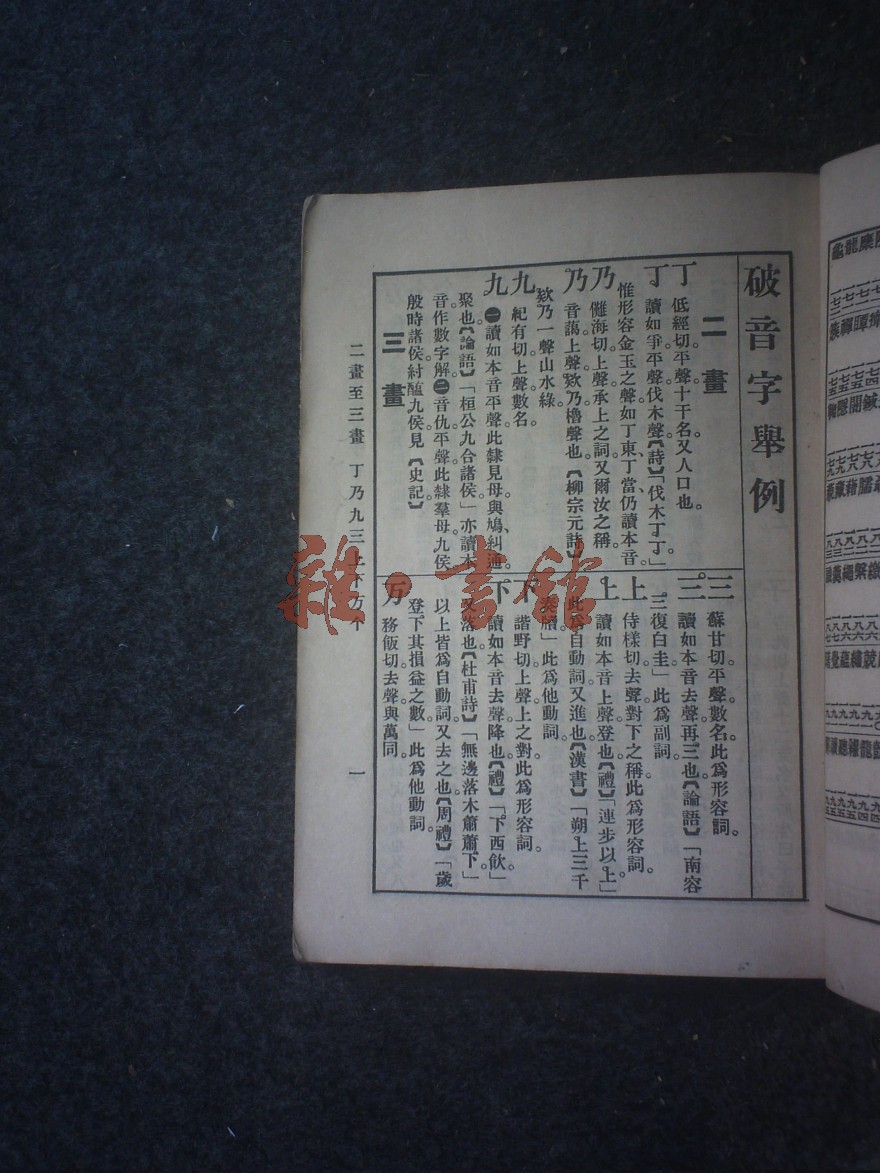 破音字舉例
二畫
丁 低經切。平聲。十干名。又人口也。
丁 讀如爭。平聲。伐木聲。【詩】「伐木丁丁。」
惟形容金玉之聲。如丁東、丁當、仍讀本音。
乃 儺海切。上聲。承上之詞。又爾汝之稱。
乃 音藹。上聲。欸乃。櫓聲也。【柳宗元詩】
欸乃一聲山水綠。
九 紀有切。上聲。數名。
九 ㊀讀如本音。平聲。此隸見母。與鳩、糾通。
聚也。【論語】「桓公九合諸侯」亦讀本
音。作數字解。㊁音仇。平聲。此隸羣母。九侯。
殷時諸侯。紂醢九侯。見【史記】
三畫
三 蘇甘切。平聲。數名。此爲形容詞。
三 讀如本音。去聲。再三也。【論語】「南容
三復白圭」此爲副詞。
上 侍樣切。去聲。對下之稱。此爲形容詞。
上 讀如本音。上聲。登也。【禮】「連步以上」
此爲自動詞。又進也。【漢書】「朔上三千
奏牘」此爲他動詞。
下 諧野切。上聲。上之對。此爲形容詞。
下 讀如本音。去聲。降也。【禮】「下西飲。」
又落也。【杜甫詩】「無邊落木蕭蕭下」
以上皆爲自動詞。又去之也。【周禮】「歲
登下其損益之數」此爲他動詞。
万 務飯切。去聲。與萬同。
二畫至三畫 丁乃九三上下万个
一
雜·書館